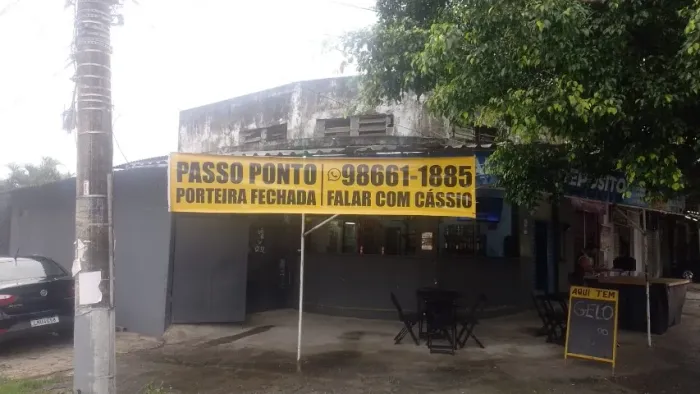 PASSO PONTO 98661-1885
PORTEIRA FECHADA FALAR COM CÁSSIO
DEPÓSITO
AQUI TEM
GELO